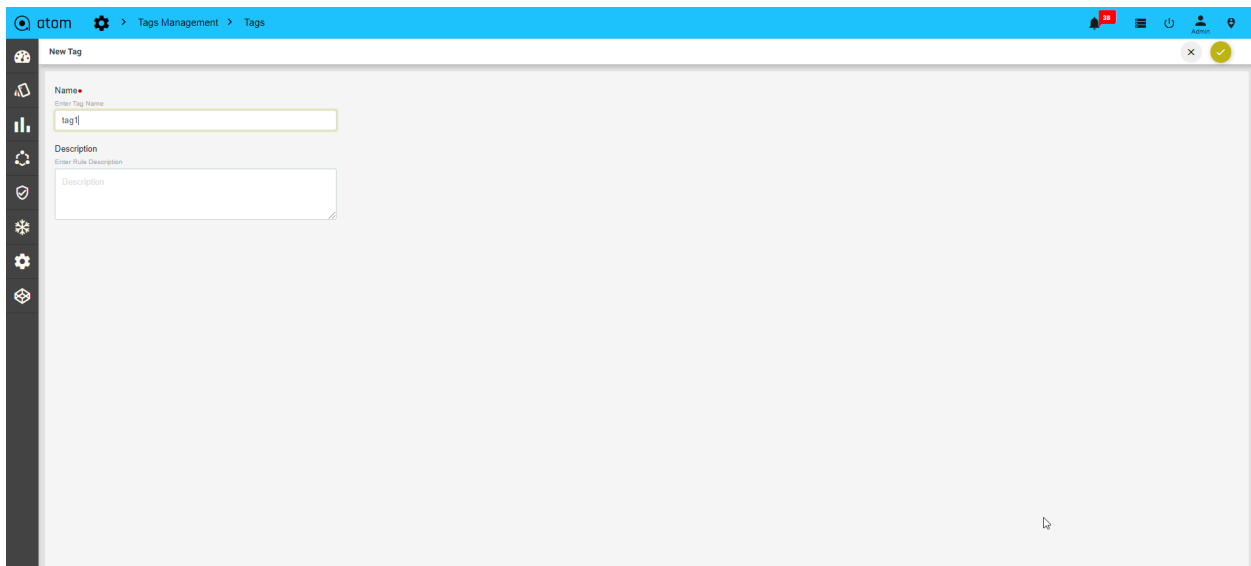 atom > Tags Management > Tags
38
Admin
New Tag
Name
Enter Tag Name
tag1
Description
Enter Rule Description
Description